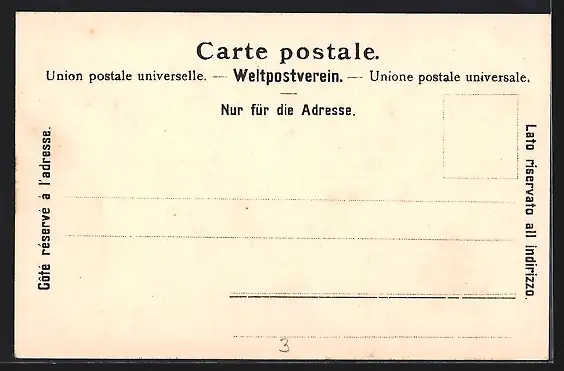 Carte postale.
Union postale universelle. — Weltpostverein. — Unione postale universale.
Nur für die Adresse.
Côté réservé à l'adresse.
Lato riservato all indirizzo.
3